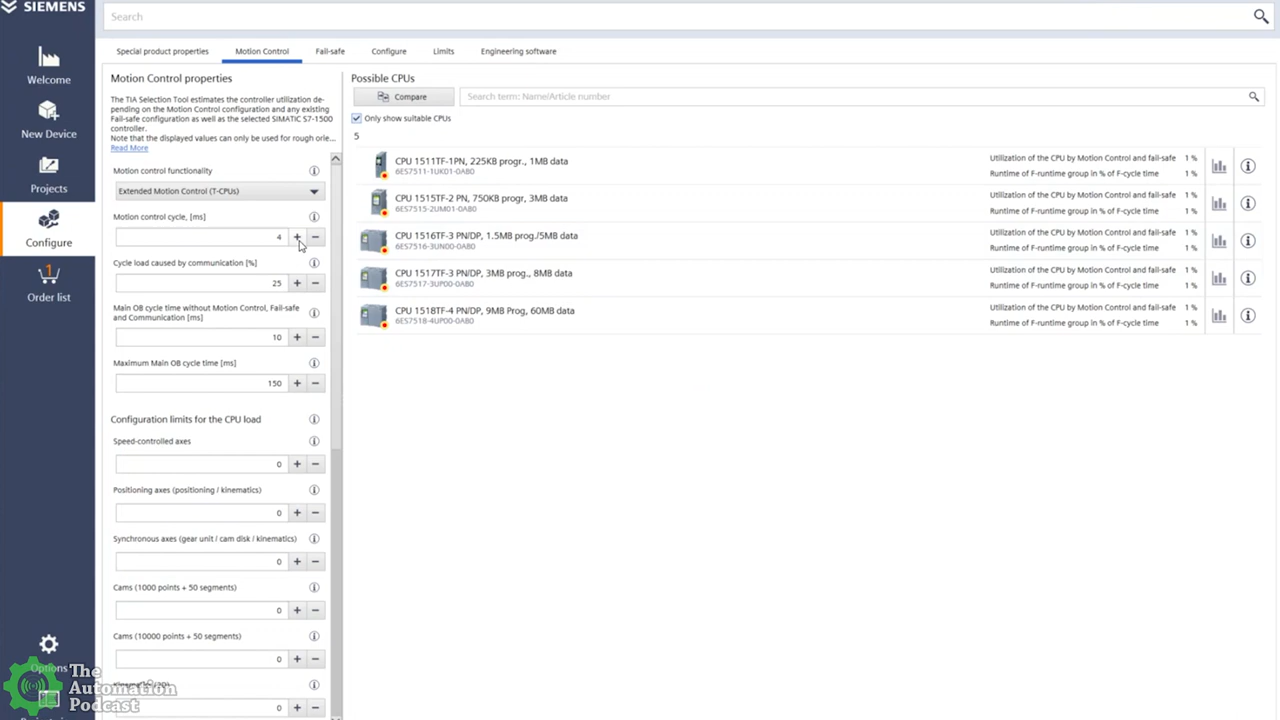 SIEMENS
Search
Welcome
New Device
Projects
Configure
1
Order list
Options
The
Automation
Podcast
Special product properties
Motion Control
Fail-safe
Configure
Limits
Engineering software
Motion Control properties
The TIA Selection Tool estimates the controller utilization de-
pending on the Motion Control configuration and any existing
Fail-safe configuration as well as the selected SIMATIC S7-1500
controller.
Note that the displayed values can only be used for rough orie...
Read More
Motion control functionality
Extended Motion Control (T-CPUs)
Motion control cycle, [ms]
4 + −
Cycle load caused by communication [%]
25 + −
Main OB cycle time without Motion Control, Fail-safe
and Communication [ms]
10 + −
Maximum Main OB cycle time [ms]
150 + −
Configuration limits for the CPU load
Speed-controlled axes
0 + −
Positioning axes (positioning / kinematics)
0 + −
Synchronous axes (gear unit / cam disk / kinematics)
0 + −
Cams (1000 points + 50 segments)
0 + −
Cams (10000 points + 50 segments)
0 + −
0 + −
Possible CPUs
Compare
Search term: Name/Article number
Only show suitable CPUs
5
CPU 1511TF-1PN, 225KB progr., 1MB data
6ES7511-1UK01-0AB0
Utilization of the CPU by Motion Control and fail-safe 1 %
Runtime of F-runtime group in % of F-cycle time 1 %
CPU 1515TF-2 PN, 750KB progr, 3MB data
6ES7515-2UM01-0AB0
Utilization of the CPU by Motion Control and fail-safe 1 %
Runtime of F-runtime group in % of F-cycle time 1 %
CPU 1516TF-3 PN/DP, 1.5MB prog./5MB data
6ES7516-3UN00-0AB0
Utilization of the CPU by Motion Control and fail-safe 1 %
Runtime of F-runtime group in % of F-cycle time 1 %
CPU 1517TF-3 PN/DP, 3MB prog., 8MB data
6ES7517-3UP00-0AB0
Utilization of the CPU by Motion Control and fail-safe 1 %
Runtime of F-runtime group in % of F-cycle time 1 %
CPU 1518TF-4 PN/DP, 9MB Prog, 60MB data
6ES7518-4UP00-0AB0
Utilization of the CPU by Motion Control and fail-safe 1 %
Runtime of F-runtime group in % of F-cycle time 1 %